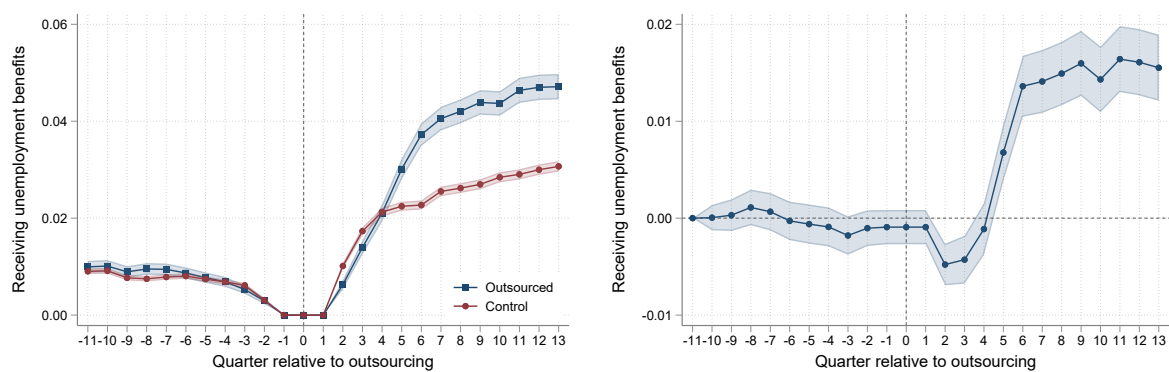 Receiving unemployment benefits
0.06
0.04
0.02
0.00
Outsourced
Control
-11 -10 -9 -8 -7 -6 -5 -4 -3 -2 -1 0 1 2 3 4 5 6 7 8 9 10 11 12 13
Quarter relative to outsourcing
Receiving unemployment benefits
0.02
0.01
0.00
-0.01
-11 -10 -9 -8 -7 -6 -5 -4 -3 -2 -1 0 1 2 3 4 5 6 7 8 9 10 11 12 13
Quarter relative to outsourcing